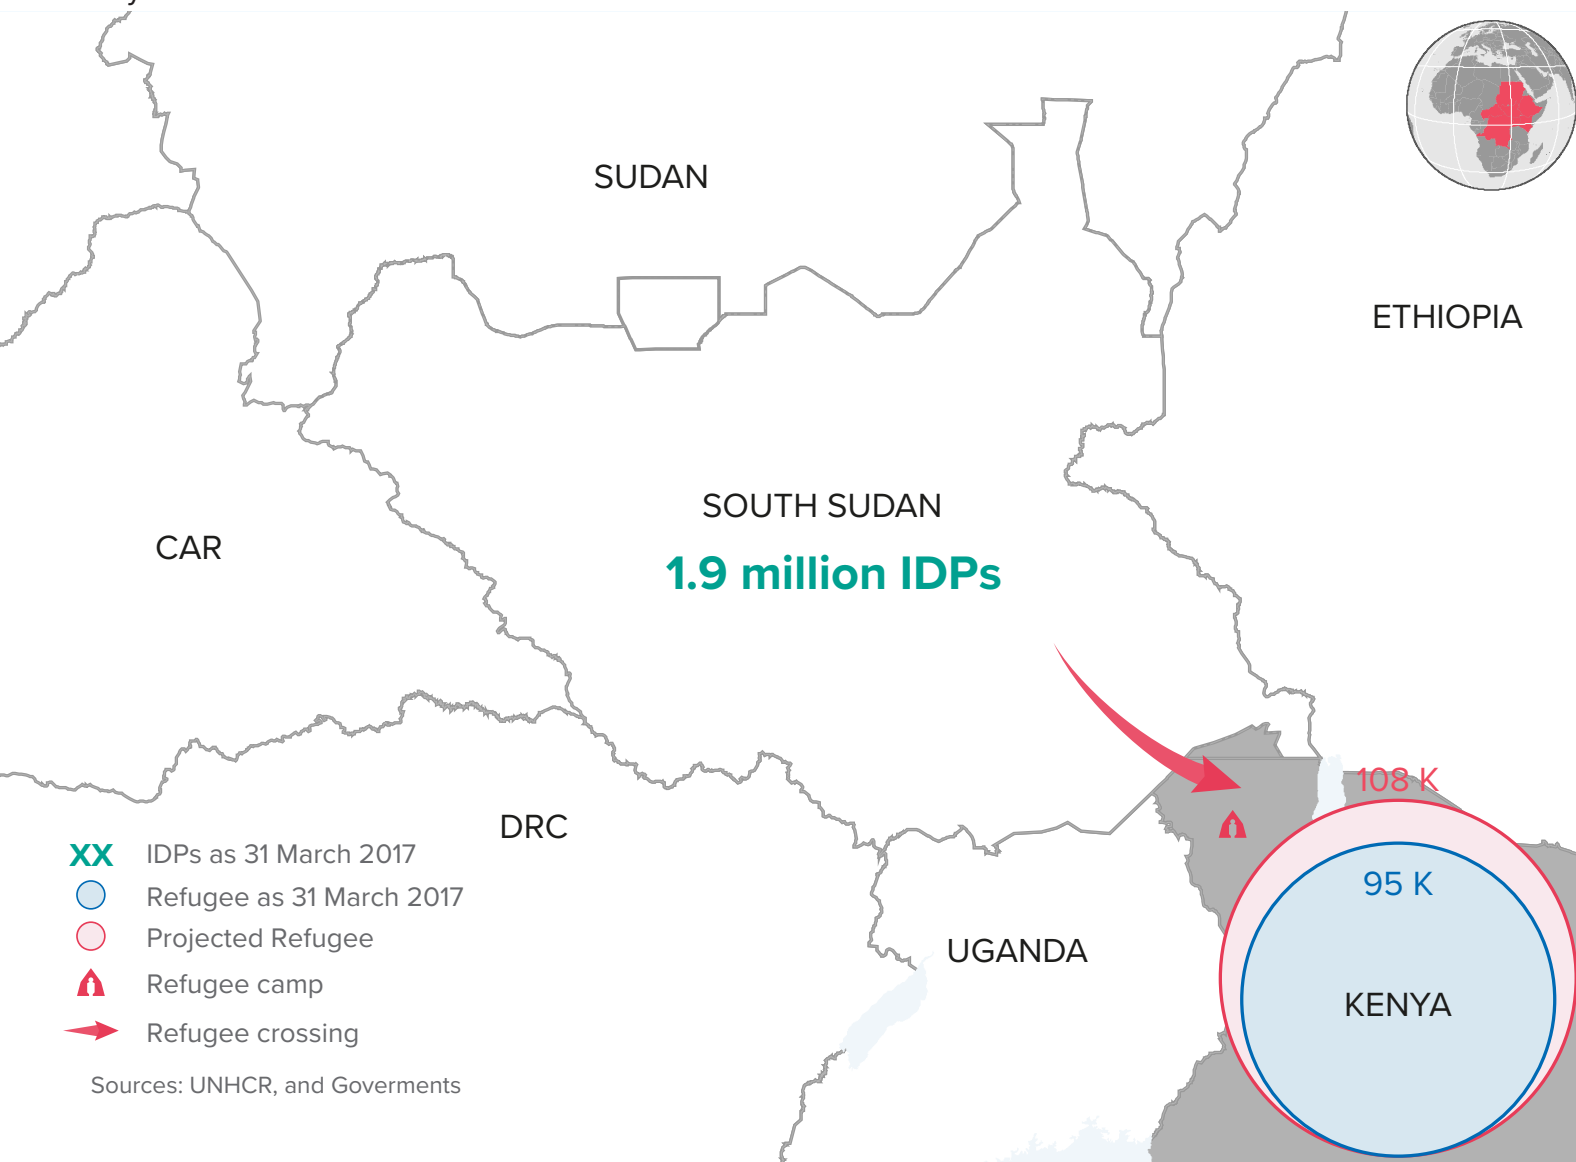 SUDAN
ETHIOPIA
SOUTH SUDAN
CAR
1.9 million IDPs
108 K
DRC
XX IDPs as 31 March 2017
95 K
Refugee as 31 March 2017
Projected Refugee
UGANDA
Refugee camp
KENYA
Refugee crossing
Sources: UNHCR, and Goverments